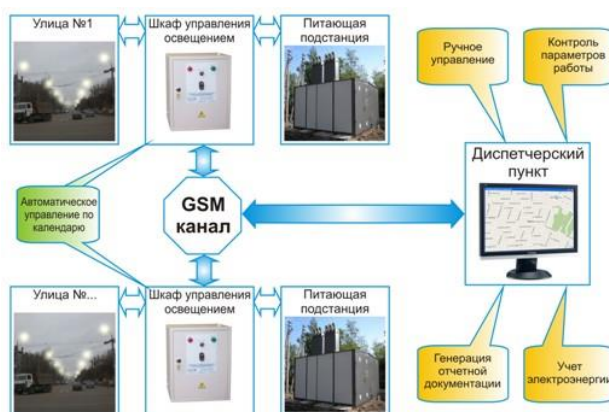 Улица №1
Шкаф управления
освещением
Питающая
подстанция
Ручное
управление
Контроль
параметров
работы
Диспетчерский
пункт
Автоматическое
управление по
календарю
GSM
канал
Улица №...
Шкаф управления
освещением
Питающая
подстанция
Генерация
отчетной
документации
Учет
электроэнергии